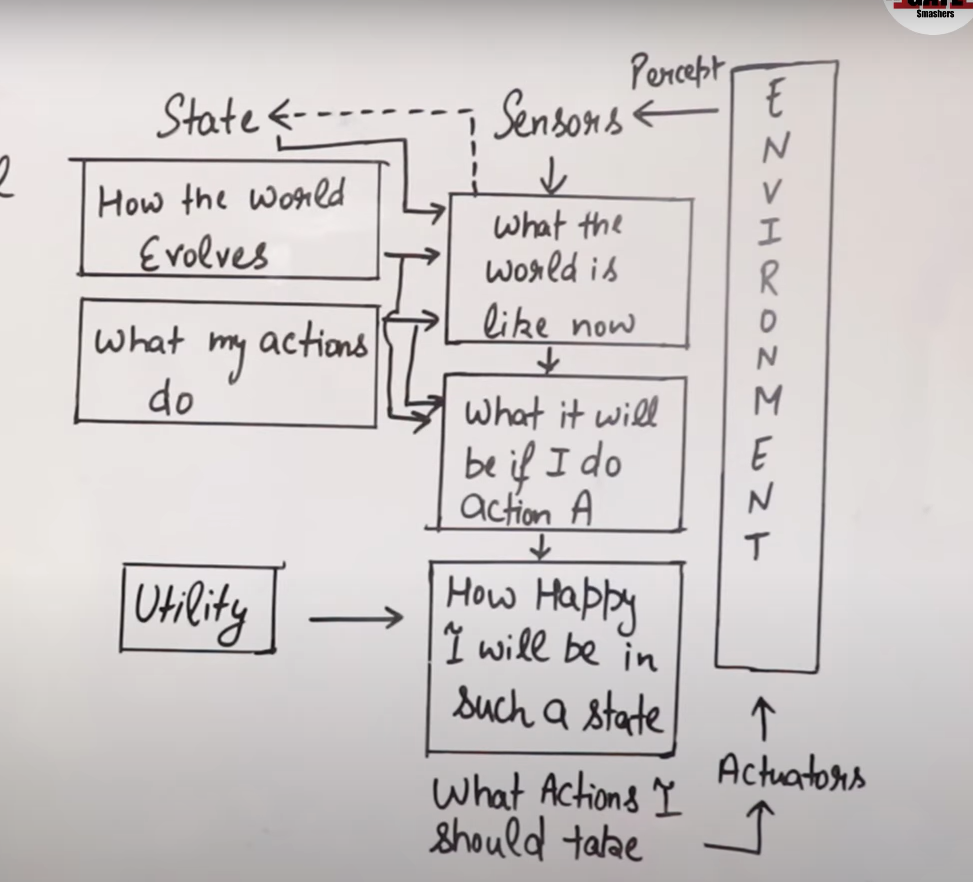 GATE
Smashers
Percept
State
Sensors
How the World
Evolves
What the
World is
like now
What my actions
do
What it will
be if I do
action A
Utility
How Happy
I will be in
such a state
What Actions I
should take
Actuators
ENVIRONMENT